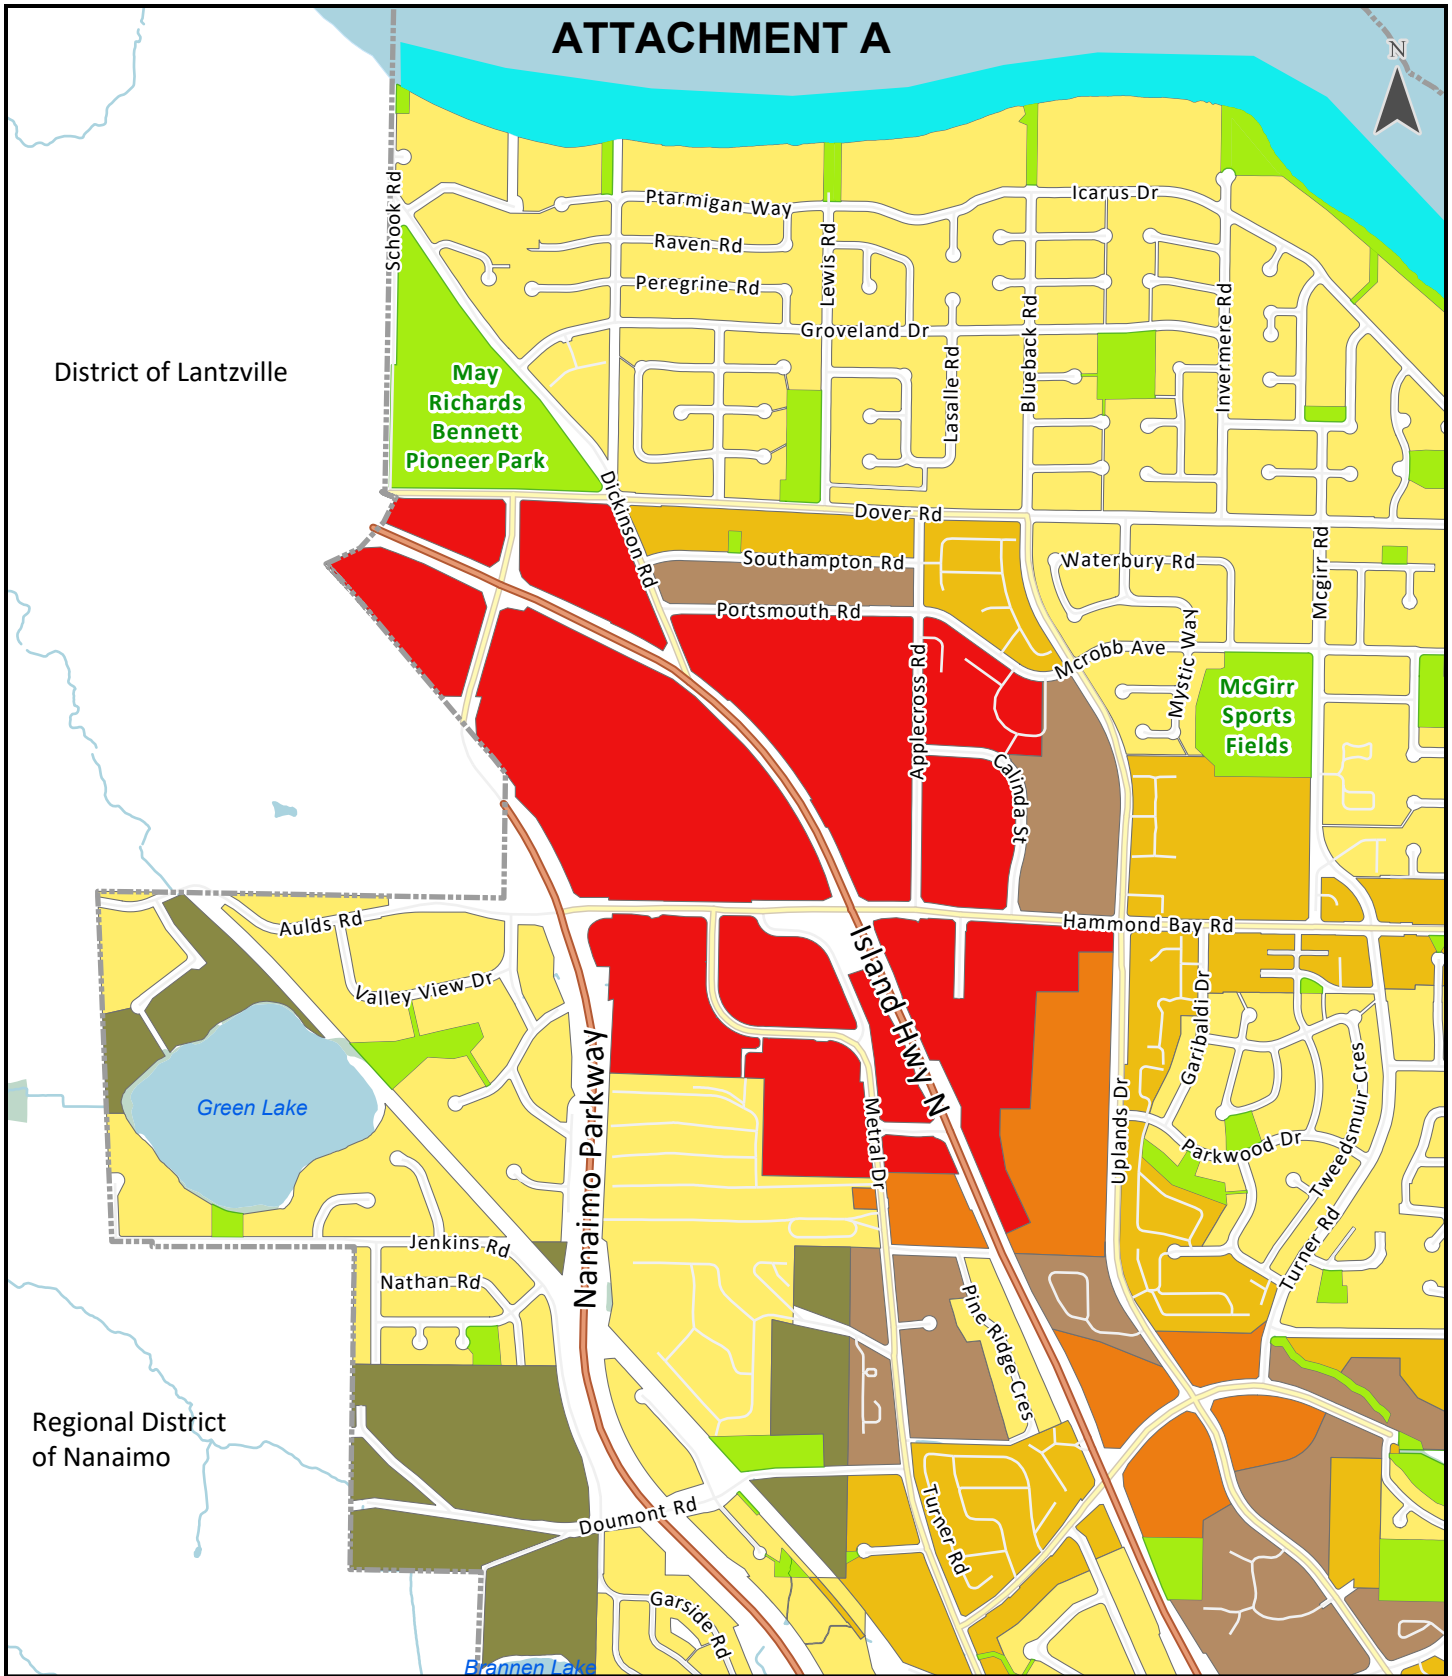 ATTACHMENT A
N
Schook Rd
Ptarmigan Way
Icarus Dr
Raven Rd
Lewis Rd
Peregrine Rd
Groveland Dr
Blueback Rd
Invermere Rd
Lasalle Rd
District of Lantzville
May
Richards
Bennett
Pioneer Park
Dickinson Rd
Dover Rd
Southampton Rd
Waterbury Rd
Mcgirr Rd
Portsmouth Rd
Mcrobb Ave
Mystic Way
Applecross Rd
McGirr
Sports
Fields
Calinda St
Aulds Rd
Hammond Bay Rd
Island Hwy N
Valley View Dr
Garibaldi Dr
Nanaimo Parkway
Green Lake
Metral Dr
Uplands Dr
Parkwood Dr
Tweedsmuir Cres
Turner Rd
Jenkins Rd
Nathan Rd
Pine Ridge Cres
Regional District
of Nanaimo
Doumont Rd
Turner Rd
Garside Rd
Brannen Lake